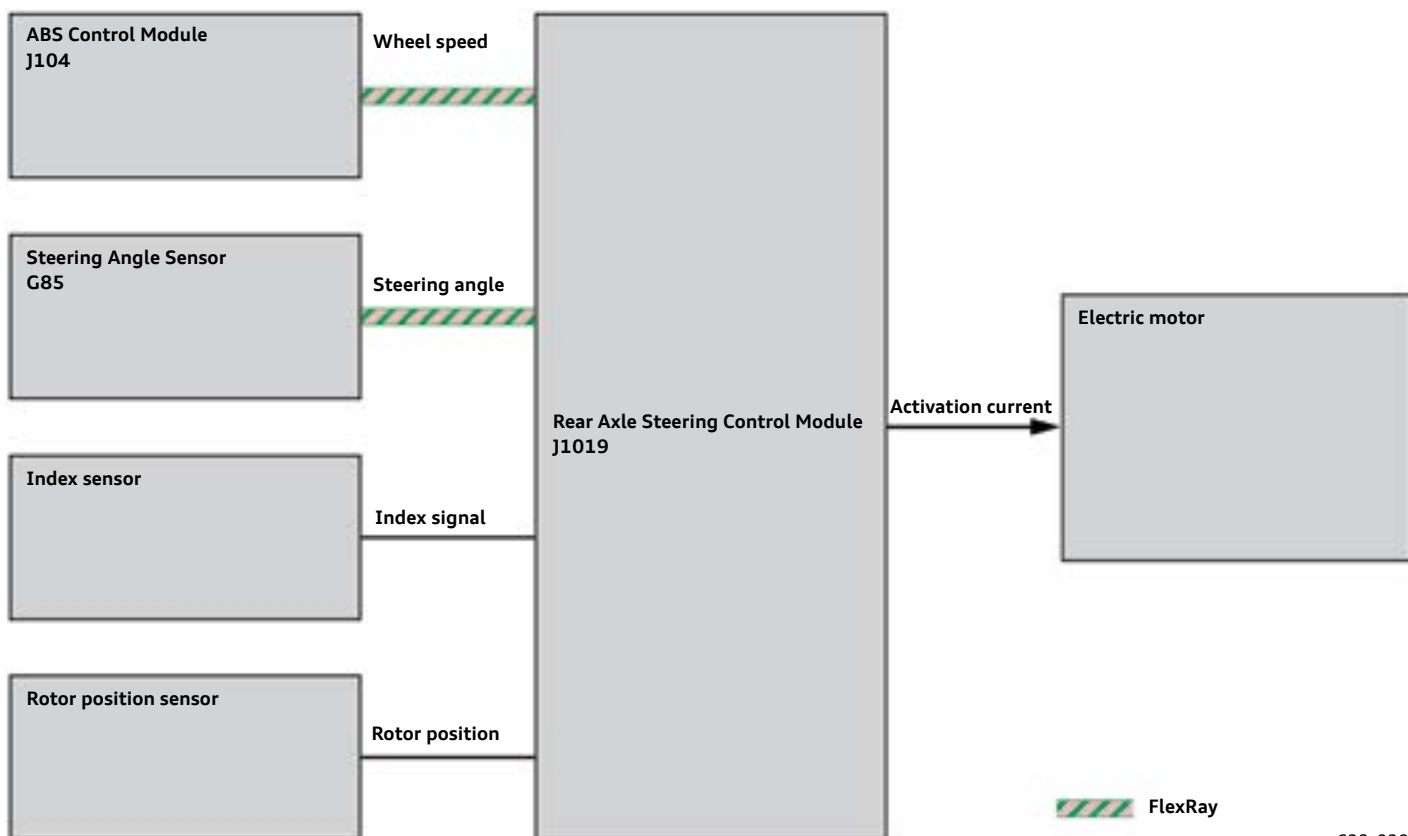 ABS Control Module
J104
Wheel speed
Steering Angle Sensor
G85
Steering angle
Index sensor
Index signal
Rotor position sensor
Rotor position
Rear Axle Steering Control Module
J1019
Activation current
Electric motor
FlexRay